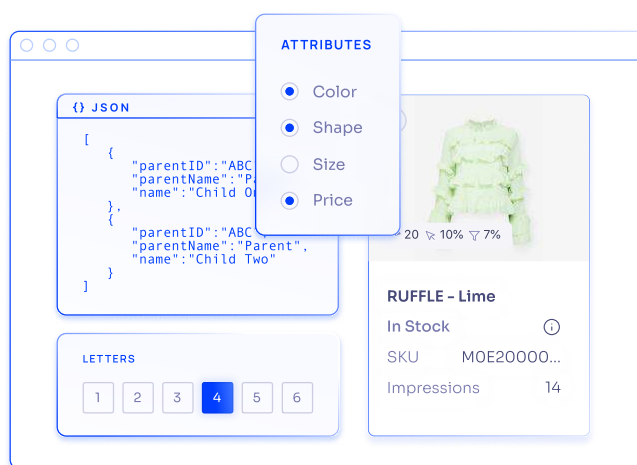 ATTRIBUTES
Color
Shape
Size
Price
{} JSON
[
{
"parentID":"ABC
"parentName":"Pa
"name":"Child On
},
{
"parentID":"ABC",
"parentName":"Parent",
"name":"Child Two"
}
]
LETTERS
1 2 3 4 5 6
20 10% 7%
RUFFLE - Lime
In Stock
SKU M0E20000...
Impressions 14